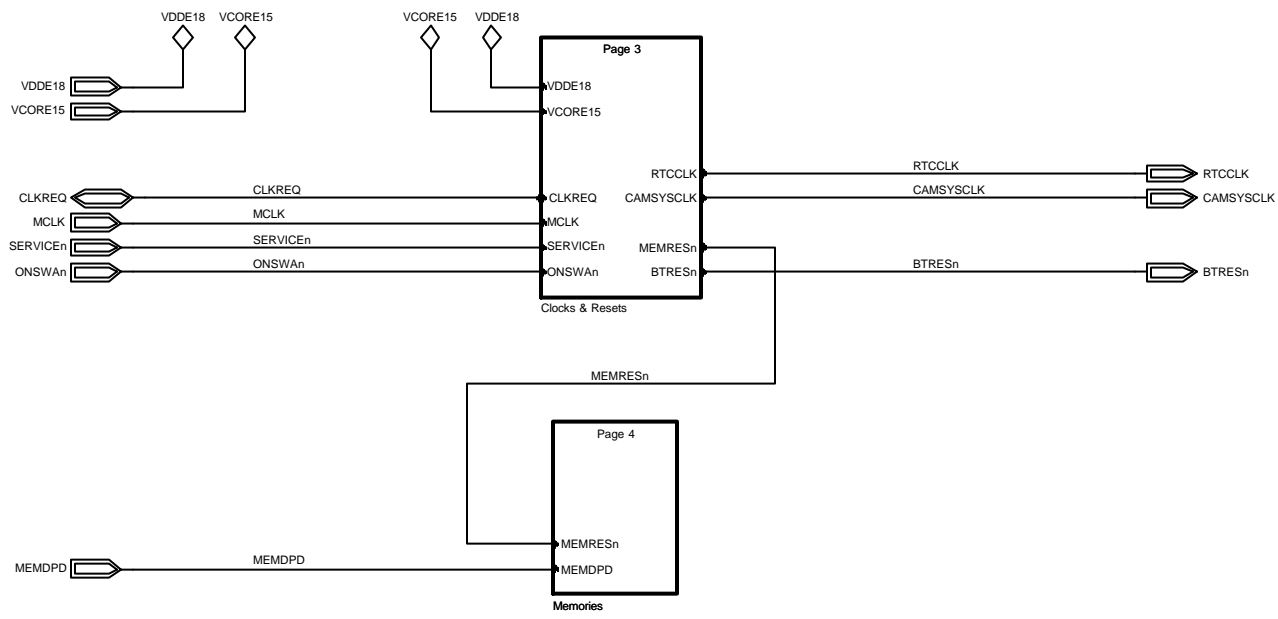 VDDE18 VCORE15 VCORE15 VDDE18
Page 3
VDDE18 VDDE18
VCORE15 VCORE15
RTCCLK RTCCLK RTCCLK
CLKREQ CLKREQ CLKREQ CAMSYSCLK CAMSYSCLK CAMSYSCLK
MCLK MCLK MCLK
SERVICEn SERVICEn SERVICEn MEMRESn
ONSWAn ONSWAn ONSWAn BTRESn BTRESn BTRESn
Clocks & Resets
MEMRESn
Page 4
MEMRESn
MEMDPD MEMDPD MEMDPD
Memories